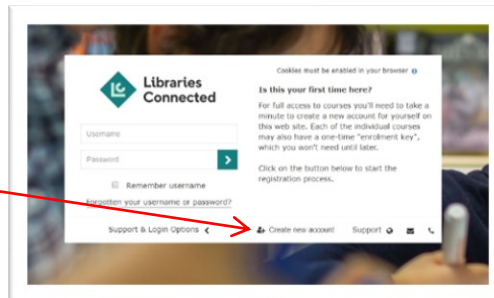 Libraries
Connected
Username
Password
Remember username
Forgotten your username or password?
Support & Login Options
Cookies must be enabled in your browser
Is this your first time here?
For full access to courses you'll need to take a
minute to create a new account for yourself on
this web site. Each of the individual courses
may also have a one-time "enrolment key",
which you won't need until later.
Click on the button below to start the
registration process.
Create new account
Support